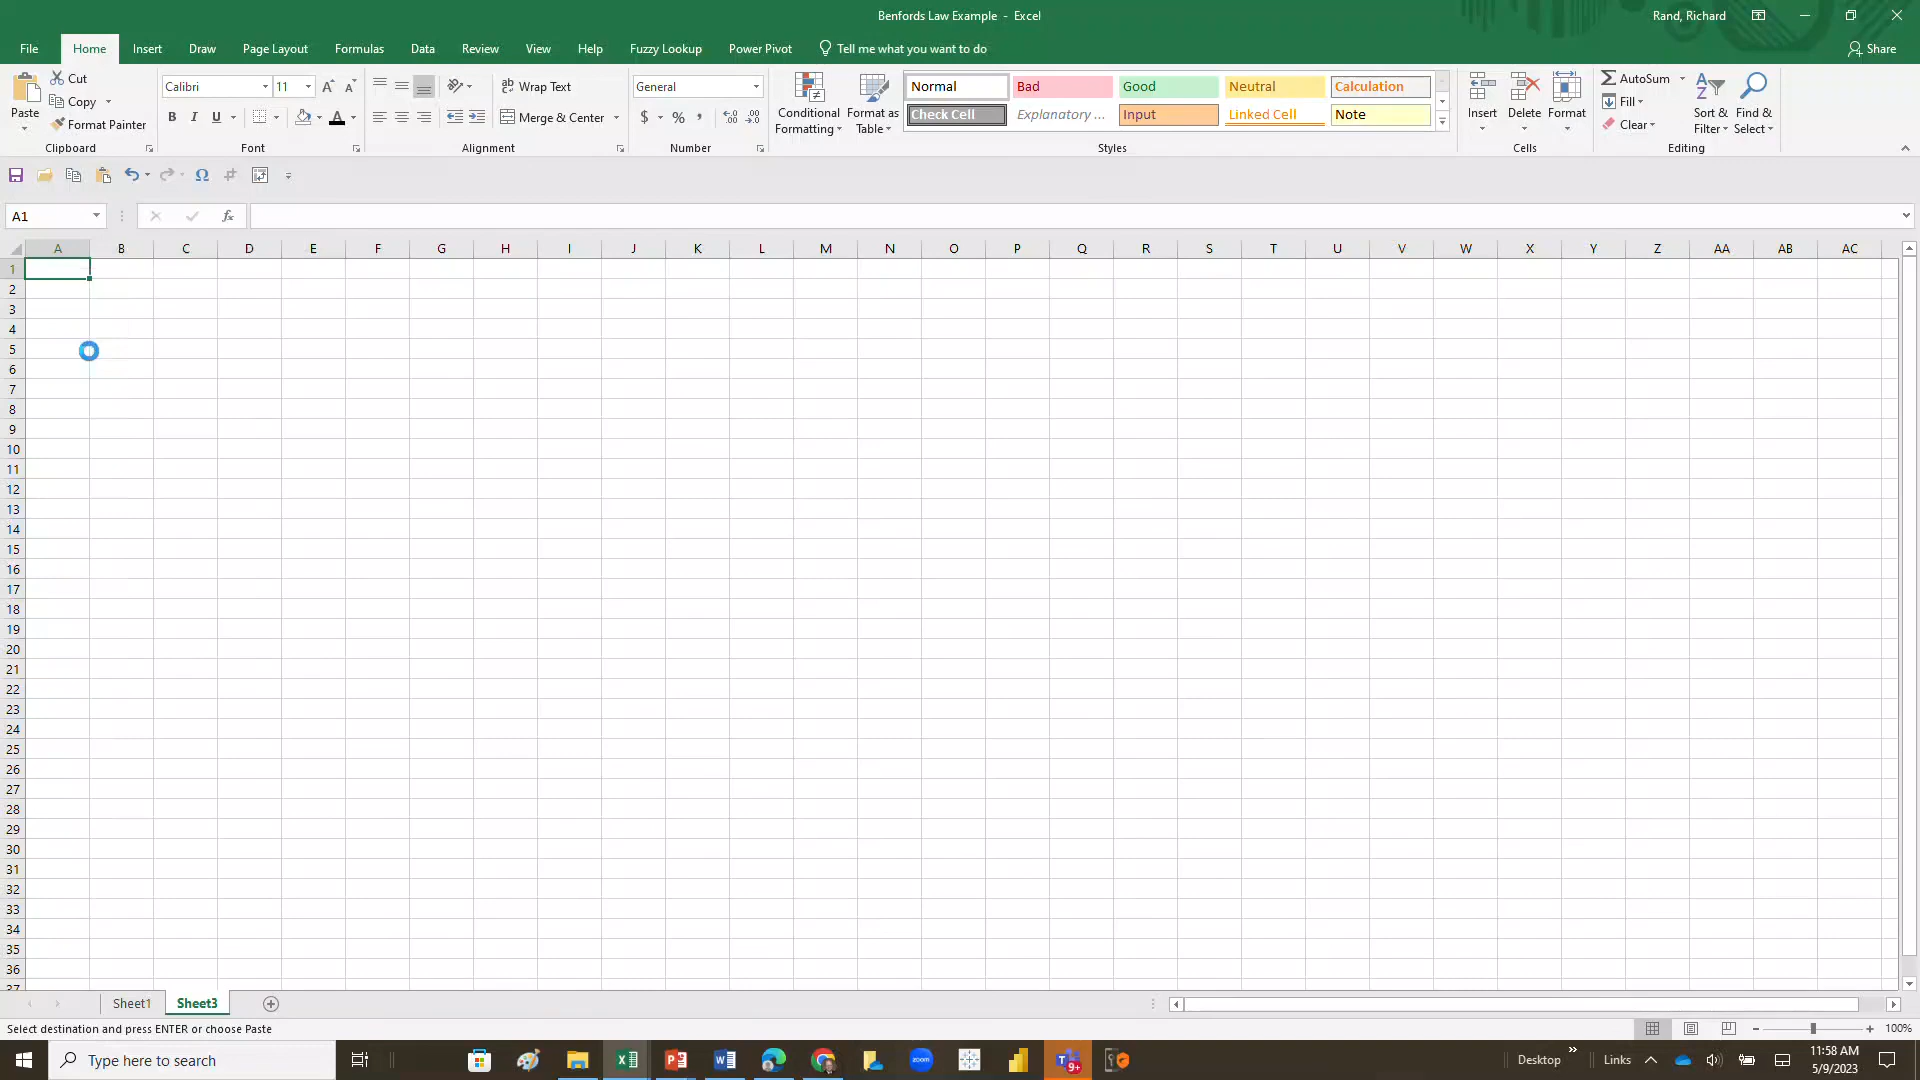 Benfords Law Example - Excel
Rand, Richard
File Home Insert Draw Page Layout Formulas Data Review View Help Fuzzy Lookup Power Pivot Tell me what you want to do Share
Paste
Cut
Copy
Format Painter
Clipboard
Calibri 11
B I U
Font
Wrap Text
Merge & Center
Alignment
General
$ % ,
Number
Conditional Formatting
Format as Table
Normal Bad Good Neutral Calculation
Check Cell Explanatory ... Input Linked Cell Note
Styles
Insert Delete Format
Cells
AutoSum
Fill
Clear
Sort & Filter
Find & Select
Editing
A1 fx
A B C D E F G H I J K L M N O P Q R S T U V W X Y Z AA AB AC
1
2
3
4
5
6
7
8
9
10
11
12
13
14
15
16
17
18
19
20
21
22
23
24
25
26
27
28
29
30
31
32
33
34
35
36
37
Sheet1 Sheet3
Select destination and press ENTER or choose Paste
100%
Type here to search
zoom
9+
Desktop
Links
11:58 AM
5/9/2023